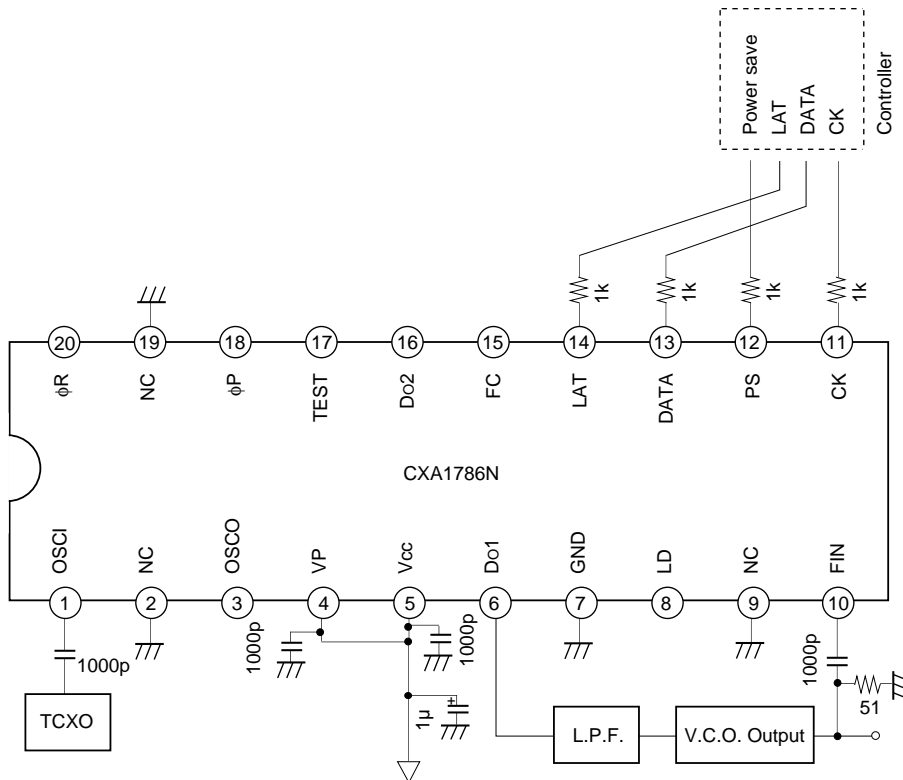 Power save
LAT
DATA
CK
Controller
1k
1k
1k
1k
20
19
18
17
16
15
14
13
12
11
φR
NC
φP
TEST
DO2
FC
LAT
DATA
PS
CK
CXA1786N
OSCI
NC
OSCO
VP
Vcc
DO1
GND
LD
NC
FIN
1
2
3
4
5
6
7
8
9
10
1000p
1000p
1000p
1000p
1µ
+
51
TCXO
L.P.F.
V.C.O. Output